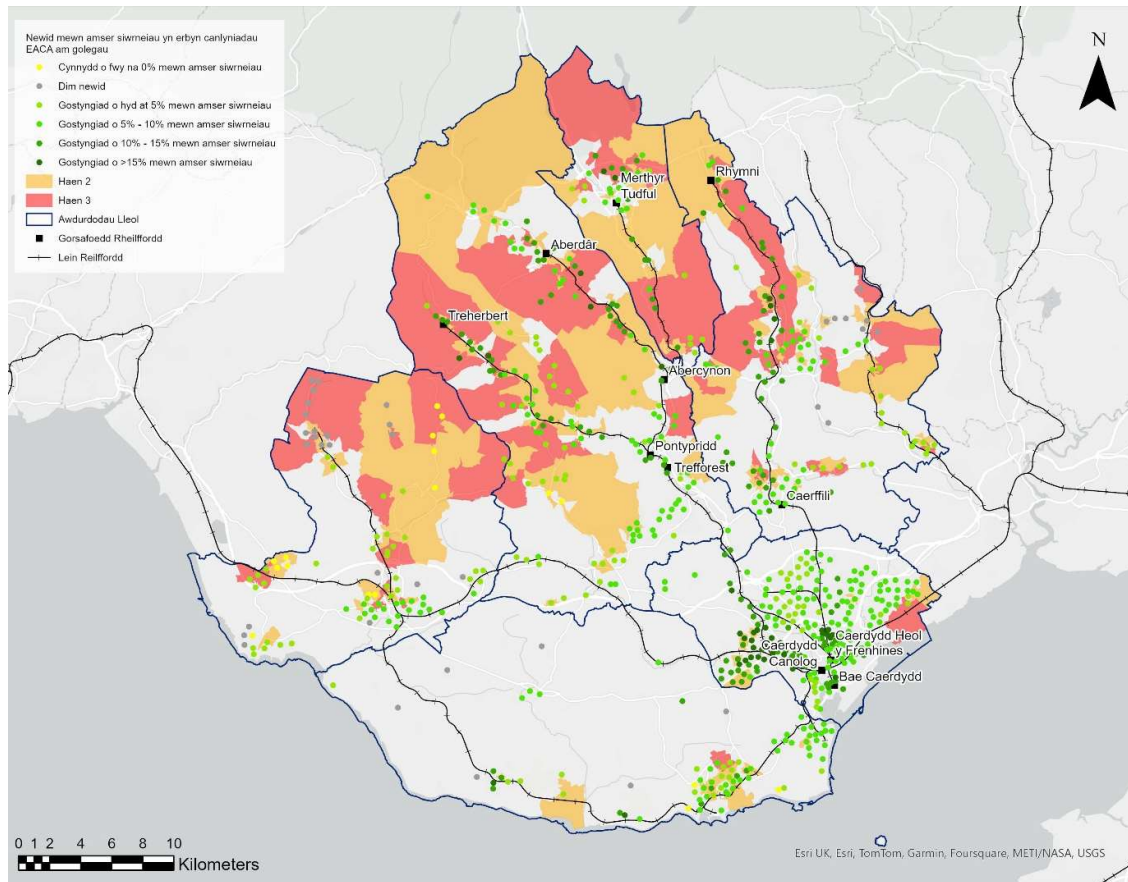 Newid mewn amser siwrneiau yn erbyn canlyniadau
EACA am golegau
Cynnydd o fwy na 0% mewn amser siwrneiau
Dim newid
Gostyngiad o hyd at 5% mewn amser siwrneiau
Gostyngiad o 5% - 10% mewn amser siwrneiau
Gostyngiad o 10% - 15% mewn amser siwrneiau
Gostyngiad o >15% mewn amser siwrneiau
Haen 2
Haen 3
Awdurdodau Lleol
Gorsafoedd Rheilffordd
Lein Reilffordd
N
Merthyr
Tudful
Rhymni
Aberdâr
Treherbert
Abercynon
Pontypridd
Trefforest
Caerffili
Caerdydd Heol
y Frenhines
Caerdydd
Canolog
Bae Caerdydd
0 1 2 4 6 8 10
Kilometers
Esri UK, Esri, TomTom, Garmin, Foursquare, METI/NASA, USGS